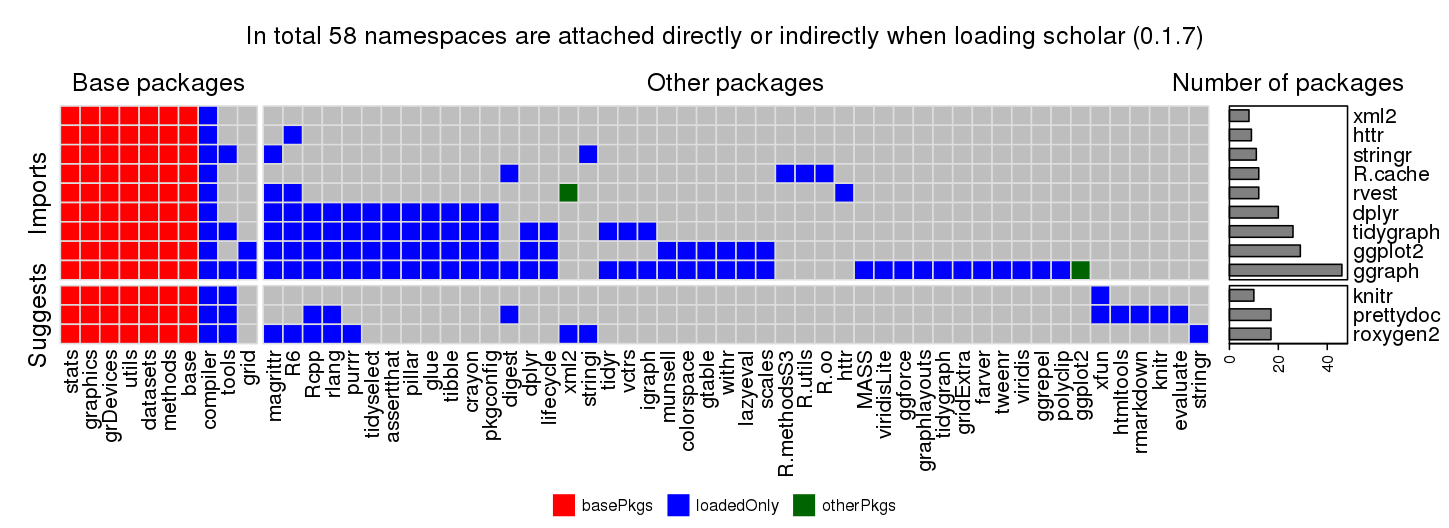 In total 58 namespaces are attached directly or indirectly when loading scholar (0.1.7)
Base packages
Other packages
Number of packages
Imports
Suggests
xml2
httr
stringr
R.cache
rvest
dplyr
tidygraph
ggplot2
ggraph
knitr
prettydoc
roxygen2
0
20
40
stats
graphics
grDevices
utils
datasets
methods
base
compiler
tools
grid
magrittr
R6
Rcpp
rlang
purrr
tidyselect
assertthat
pillar
glue
tibble
crayon
pkgconfig
digest
dplyr
lifecycle
xml2
stringi
tidyr
vctrs
igraph
munsell
colorspace
gtable
withr
lazyeval
scales
R.methodsS3
R.utils
R.oo
httr
MASS
viridisLite
ggforce
graphlayouts
tidygraph
gridExtra
farver
tweenr
viridis
ggrepel
polyclip
ggplot2
xfun
htmltools
rmarkdown
knitr
evaluate
stringr
basePkgs
loadedOnly
otherPkgs